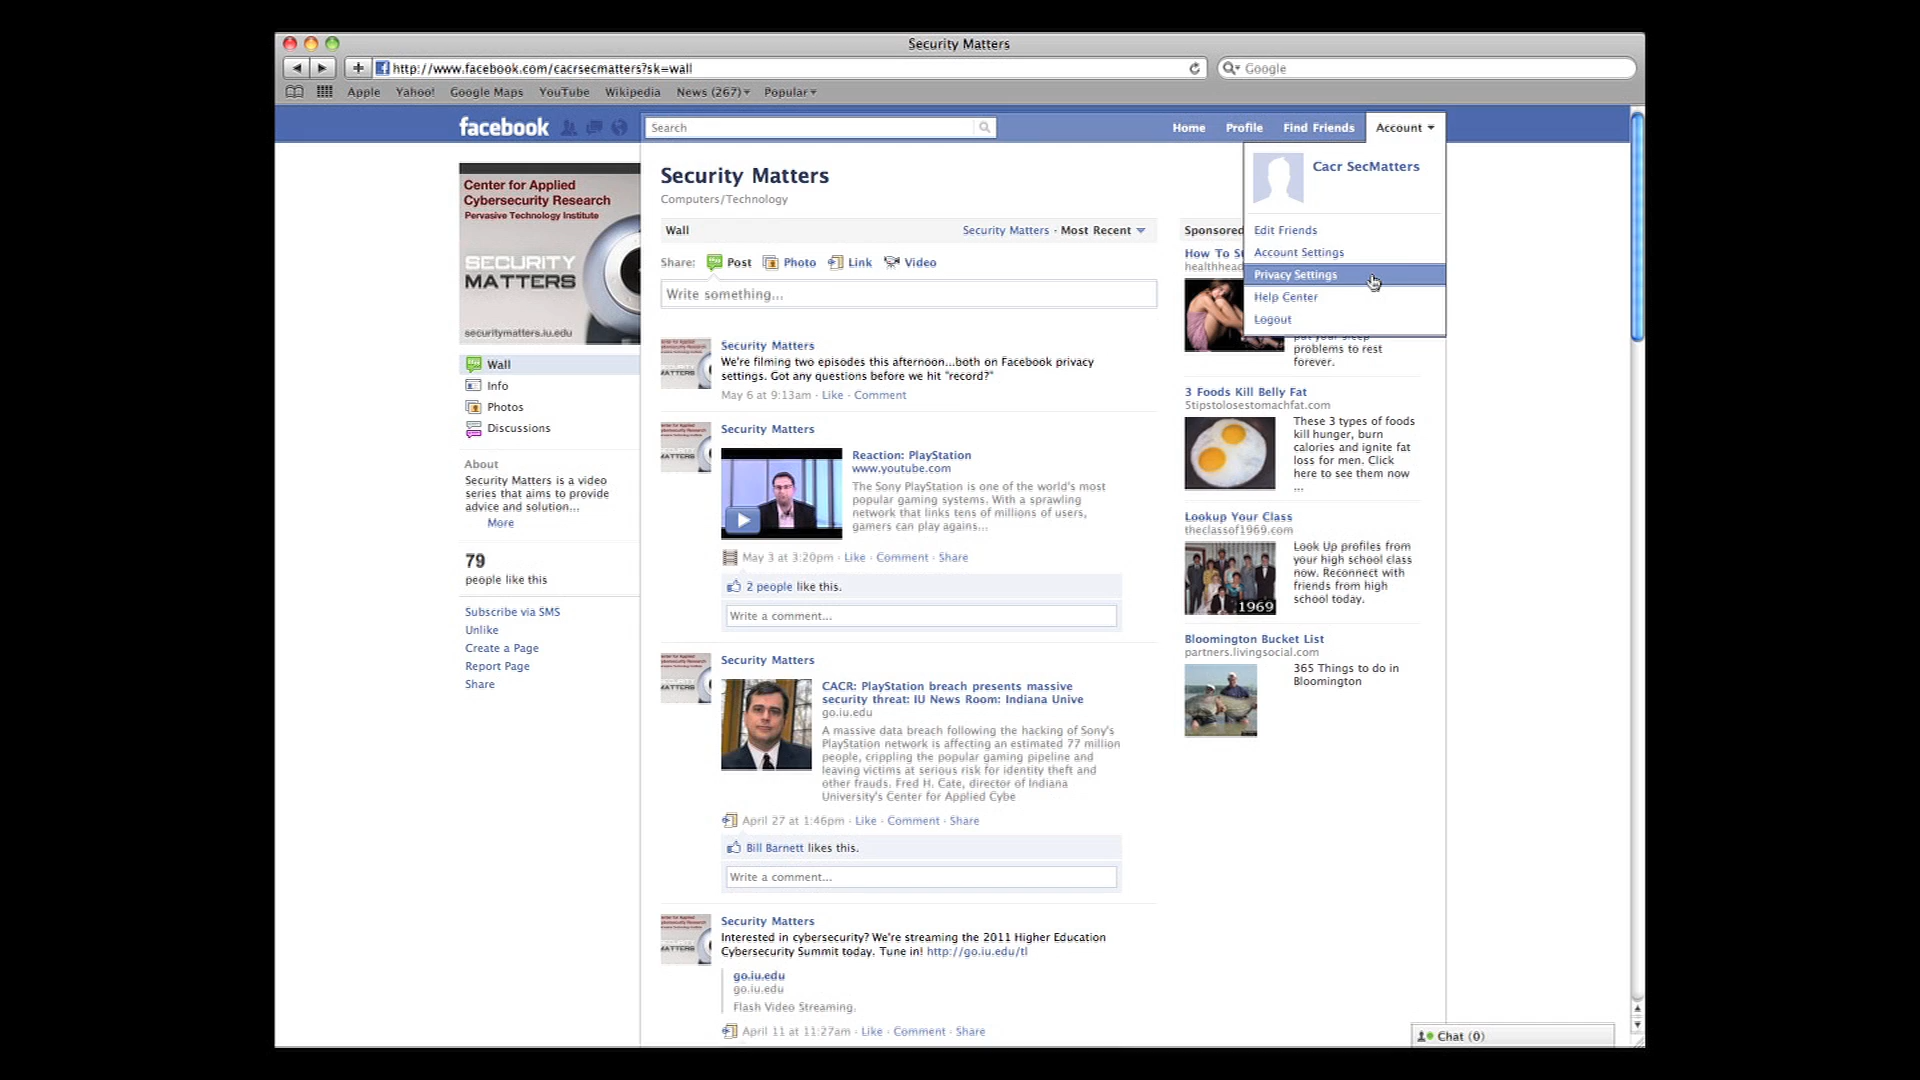 Security Matters
http://www.facebook.com/cacrsecmatters?sk=wall
Google
Apple Yahoo! Google Maps YouTube Wikipedia News (267) Popular
facebook
Search
Home Profile Find Friends Account
Cacr SecMatters
Edit Friends
Account Settings
Privacy Settings
Help Center
Logout
Center for Applied
Cybersecurity Research
Pervasive Technology Institute
SECURITY
MATTERS
securitymatters.iu.edu
Wall
Info
Photos
Discussions
About
Security Matters is a video
series that aims to provide
advice and solution...
More
79
people like this
Subscribe via SMS
Unlike
Create a Page
Report Page
Share
Security Matters
Computers/Technology
Wall
Security Matters · Most Recent
Share: Post Photo Link Video
Write something...
Security Matters
We're filming two episodes this afternoon...both on Facebook privacy
settings. Got any questions before we hit "record?"
May 6 at 9:13am · Like · Comment
Security Matters
Reaction: PlayStation
www.youtube.com
The Sony PlayStation is one of the world's most
popular gaming systems. With a sprawling
network that links tens of millions of users,
gamers can play agains...
May 3 at 3:20pm · Like · Comment · Share
2 people like this.
Write a comment...
Security Matters
CACR: PlayStation breach presents massive
security threat: IU News Room: Indiana Unive
go.iu.edu
A massive data breach following the hacking of Sony's
PlayStation network is affecting an estimated 77 million
people, crippling the popular gaming pipeline and
leaving victims at serious risk for identity theft and
other frauds. Fred H. Cate, director of Indiana
University's Center for Applied Cybe
April 27 at 1:46pm · Like · Comment · Share
Bill Barnett likes this.
Write a comment...
Security Matters
Interested in cybersecurity? We're streaming the 2011 Higher Education
Cybersecurity Summit today. Tune in! http://go.iu.edu/tl
go.iu.edu
go.iu.edu
Flash Video Streaming.
April 11 at 11:27am · Like · Comment · Share
Sponsored
How To St
healthhead
put your sleep
problems to rest
forever.
3 Foods Kill Belly Fat
5tipstolosestomachfat.com
These 3 types of foods
kill hunger, burn
calories and ignite fat
loss for men. Click
here to see them now
...
Lookup Your Class
theclassof1969.com
1969
Look Up profiles from
your high school class
now. Reconnect with
friends from high
school today.
Bloomington Bucket List
partners.livingsocial.com
365 Things to do in
Bloomington
Chat (0)